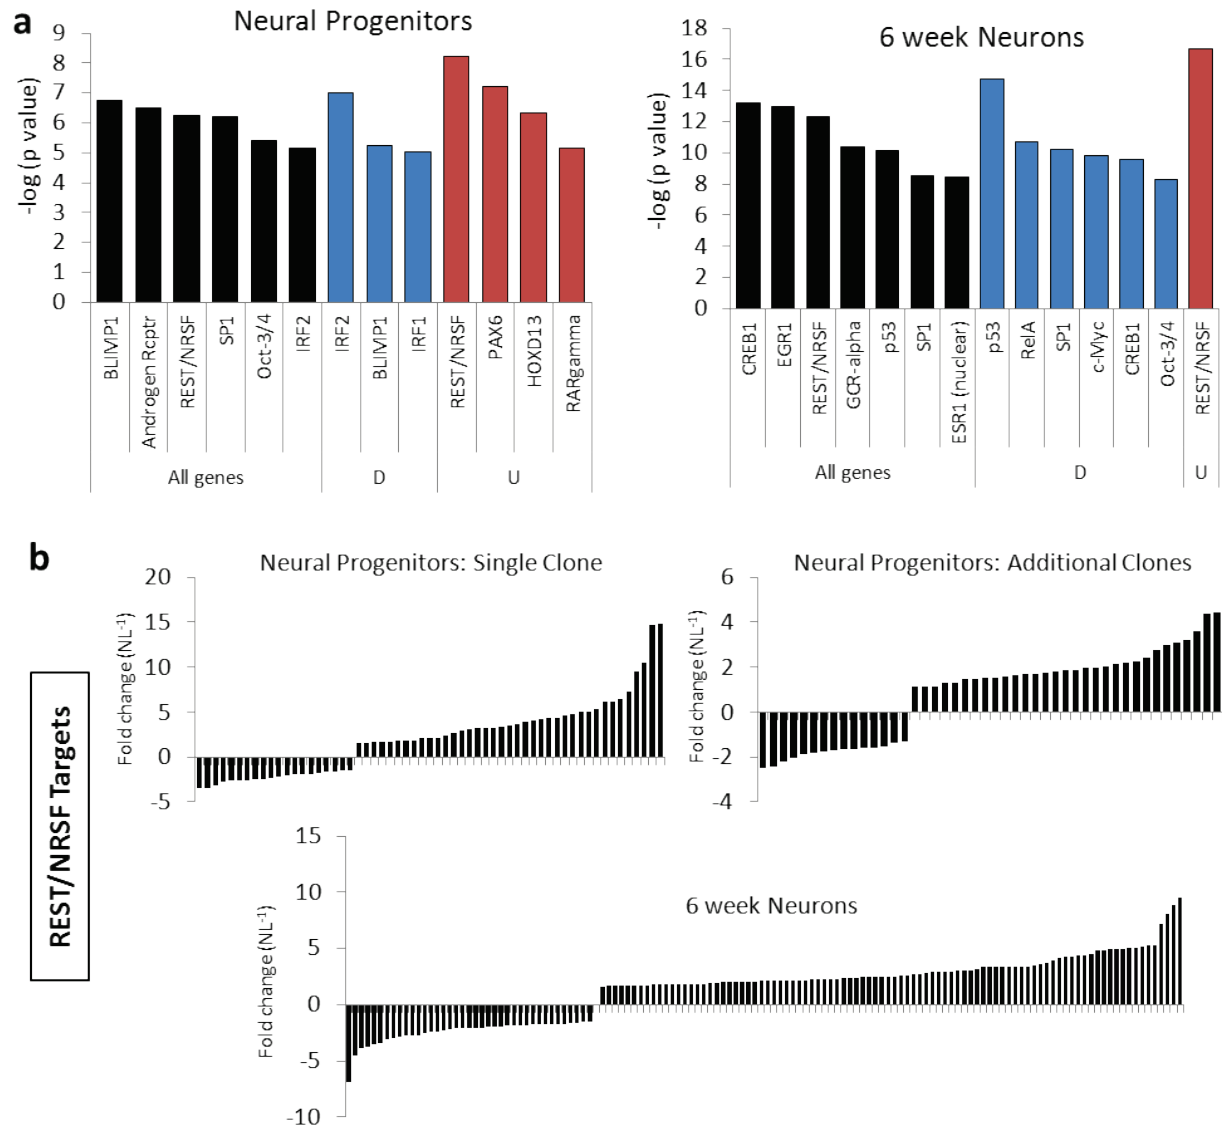 a
Neural Progenitors
-log (p value)
9
8
7
6
5
4
3
2
1
0
BLIMP1
Androgen Rcptr
REST/NRSF
SP1
Oct-3/4
IRF2
IRF2
BLIMP1
IRF1
REST/NRSF
PAX6
HOXD13
RARgamma
All genes
D
U
6 week Neurons
-log (p value)
18
16
14
12
10
8
6
4
2
0
CREB1
EGR1
REST/NRSF
GCR-alpha
p53
SP1
ESR1 (nuclear)
p53
RelA
SP1
c-Myc
CREB1
Oct-3/4
REST/NRSF
All genes
D
U
b
REST/NRSF Targets
Neural Progenitors: Single Clone
Fold change (NL-1)
20
15
10
5
0
-5
Neural Progenitors: Additional Clones
Fold change (NL-1)
6
4
2
0
-2
-4
6 week Neurons
Fold change (NL-1)
15
10
5
0
-5
-10